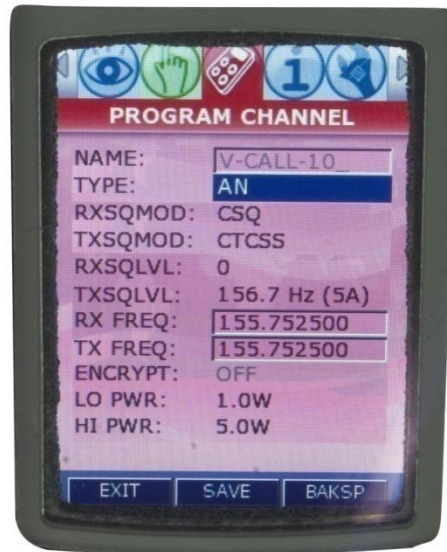 PROGRAM CHANNEL
NAME: V-CALL-10_
TYPE: AN
RXSQMOD: CSQ
TXSQMOD: CTCSS
RXSQLVL: 0
TXSQLVL: 156.7 Hz (5A)
RX FREQ: 155.752500
TX FREQ: 155.752500
ENCRYPT: OFF
LO PWR: 1.0W
HI PWR: 5.0W
EXIT SAVE BAKSP